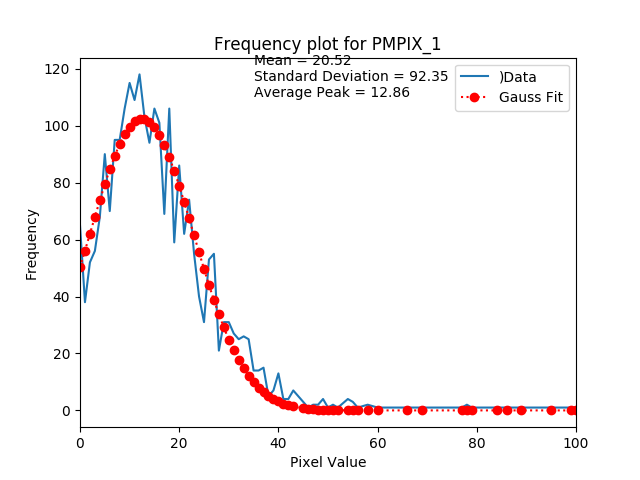 Frequency plot for PMPIX_1
Mean = 20.52
Standard Deviation = 92.35
Average Peak = 12.86
)Data
Gauss Fit
Frequency
120
100
80
60
40
20
0
0 20 40 60 80 100
Pixel Value